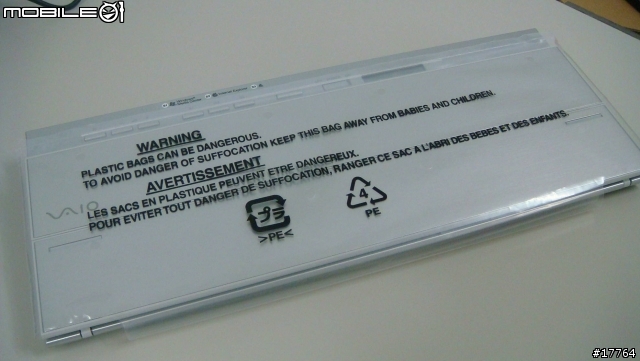 MOBILE01
WARNING
PLASTIC BAGS CAN BE DANGEROUS.
TO AVOID DANGER OF SUFFOCATION KEEP THIS BAG AWAY FROM BABIES AND CHILDREN.
AVERTISSEMENT
LES SACS EN PLASTIQUE PEUVENT ETRE DANGEREUX.
POUR EVITER TOUT DANGER DE SUFFOCATION, RANGER CE SAC A L'ABRI DES BEBES ET DES ENFANTS.
VAIO
プラ
4
>PE<
PE
#17764